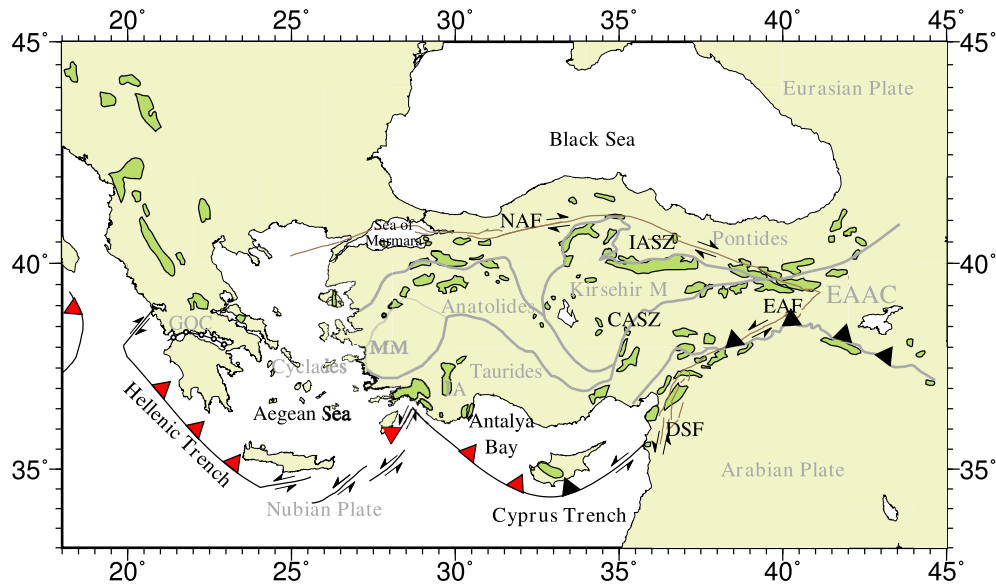 20° 25° 30° 35° 40° 45°
45° 45°
Eurasian Plate
Black Sea
NAF
Sea of
Marmara
IASZ
Pontides
40° 40°
Kırsehir M
EAAC
Anatolides
EAF
GOC
CASZ
MM
Cyclades
Taurides
IA
Hellenic Trench
Aegean Sea
Antalya
Bay
DSF
35° 35°
Arabian Plate
Nubian Plate
Cyprus Trench
20° 25° 30° 35° 40° 45°